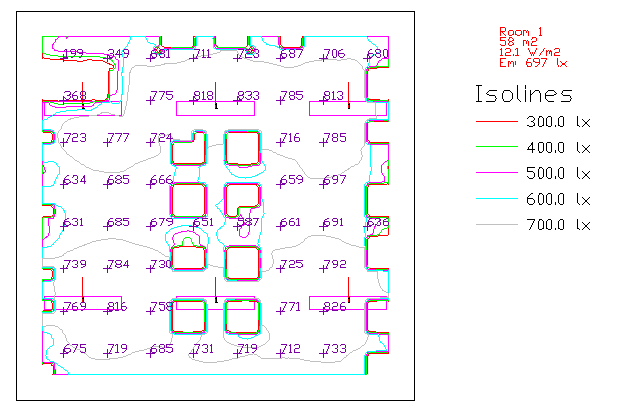 Room 1
58 m2
12.1 W/m2
Em: 697 lx
Isolines
300.0 lx
400.0 lx
500.0 lx
600.0 lx
700.0 lx
199 349 681 711 723 687 706 680
368 775 818 833 785 813
723 777 724 716 785
634 685 666 659 697
631 685 679 651 587 661 691 636
739 784 730 725 792
769 816 758 771 826
675 719 685 731 719 712 733